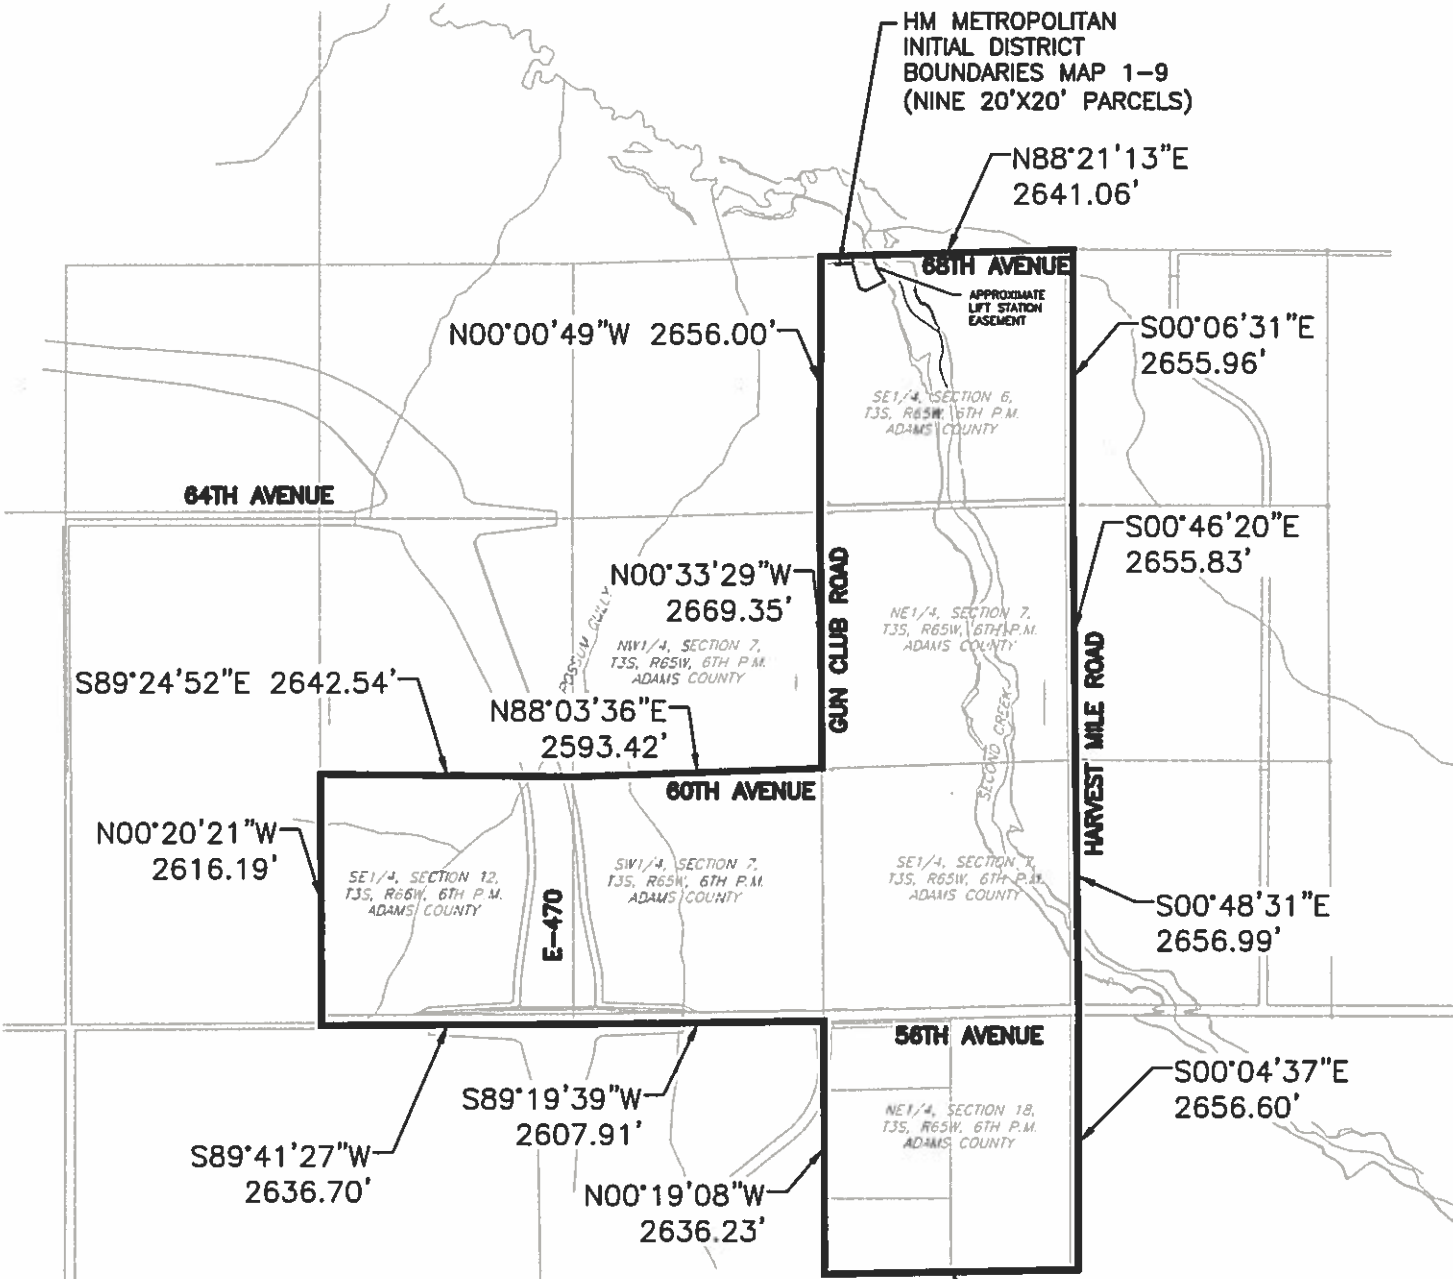 HM METROPOLITAN
INITIAL DISTRICT
BOUNDARIES MAP 1-9
(NINE 20'X20' PARCELS)
N88°21'13"E
2641.06'
68TH AVENUE
APPROXIMATE
LIFT STATION
EASEMENT
N00°00'49"W 2656.00'
S00°06'31"E
2655.96'
SE1/4, SECTION 6,
T3S, R65W, 6TH P.M.
ADAMS COUNTY
64TH AVENUE
S00°46'20"E
2655.83'
N00°33'29"W
2669.35'
GUN CLUB ROAD
NE1/4, SECTION 7,
T3S, R65W, 6TH P.M.
ADAMS COUNTY
POSSUM GULLY
NW1/4, SECTION 7,
T3S, R65W, 6TH P.M.
ADAMS COUNTY
HARVEST MILE ROAD
S89°24'52"E 2642.54'
N88°03'36"E
2593.42'
SECOND CREEK
60TH AVENUE
N00°20'21"W
2616.19'
SE1/4, SECTION 12,
T3S, R66W, 6TH P.M.
ADAMS COUNTY
E-470
SW1/4, SECTION 7,
T3S, R65W, 6TH P.M.
ADAMS COUNTY
SE1/4, SECTION 7,
T3S, R65W, 6TH P.M.
ADAMS COUNTY
S00°48'31"E
2656.99'
56TH AVENUE
S89°19'39"W
2607.91'
S89°41'27"W
2636.70'
N00°19'08"W
2636.23'
NE1/4, SECTION 18,
T3S, R65W, 6TH P.M.
ADAMS COUNTY
S00°04'37"E
2656.60'